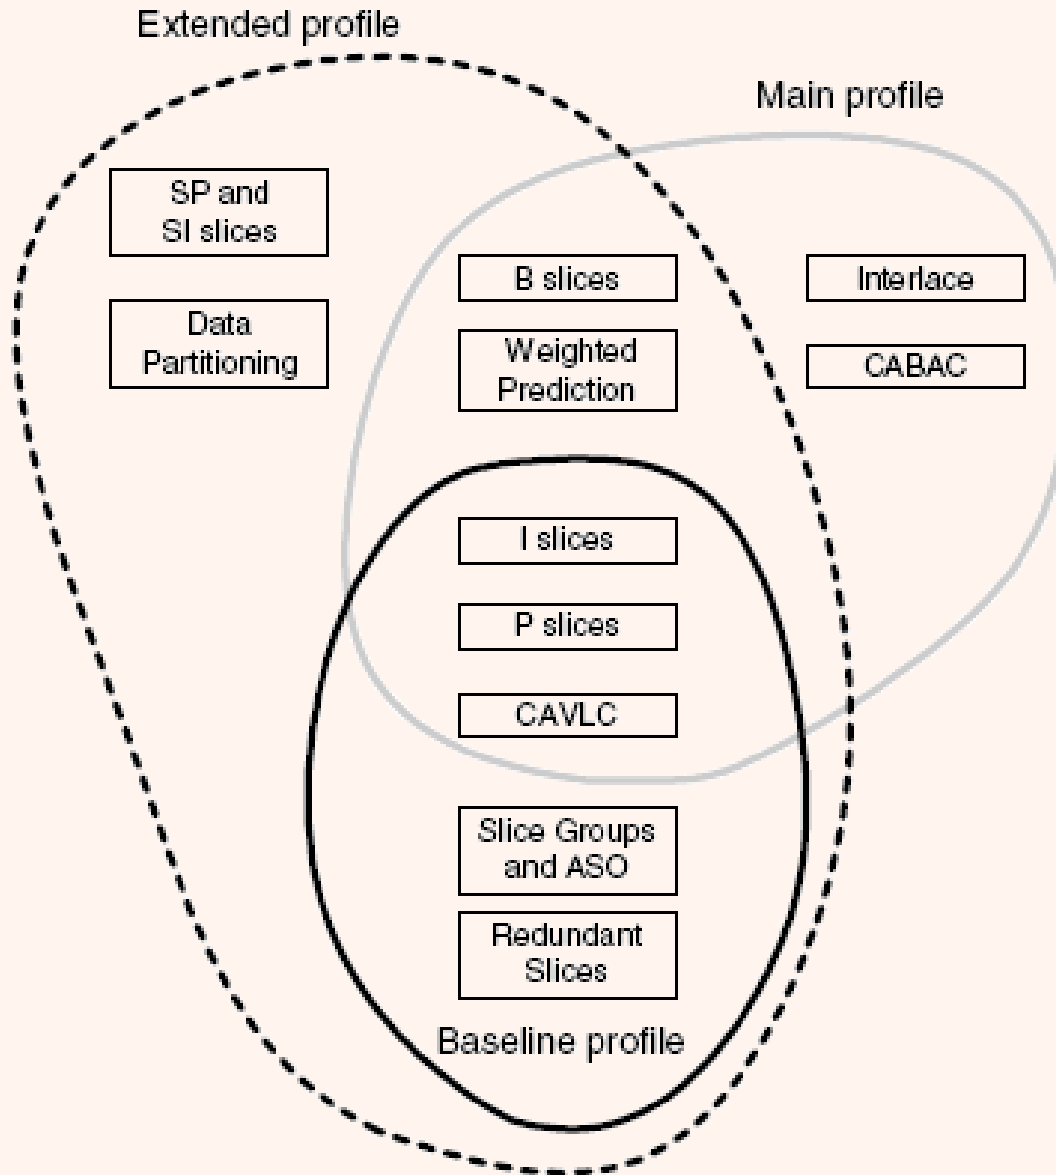 Extended profile
Main profile
SP and
SI slices
B slices
Interlace
Data
Partitioning
Weighted
Prediction
CABAC
I slices
P slices
CAVLC
Slice Groups
and ASO
Redundant
Slices
Baseline profile